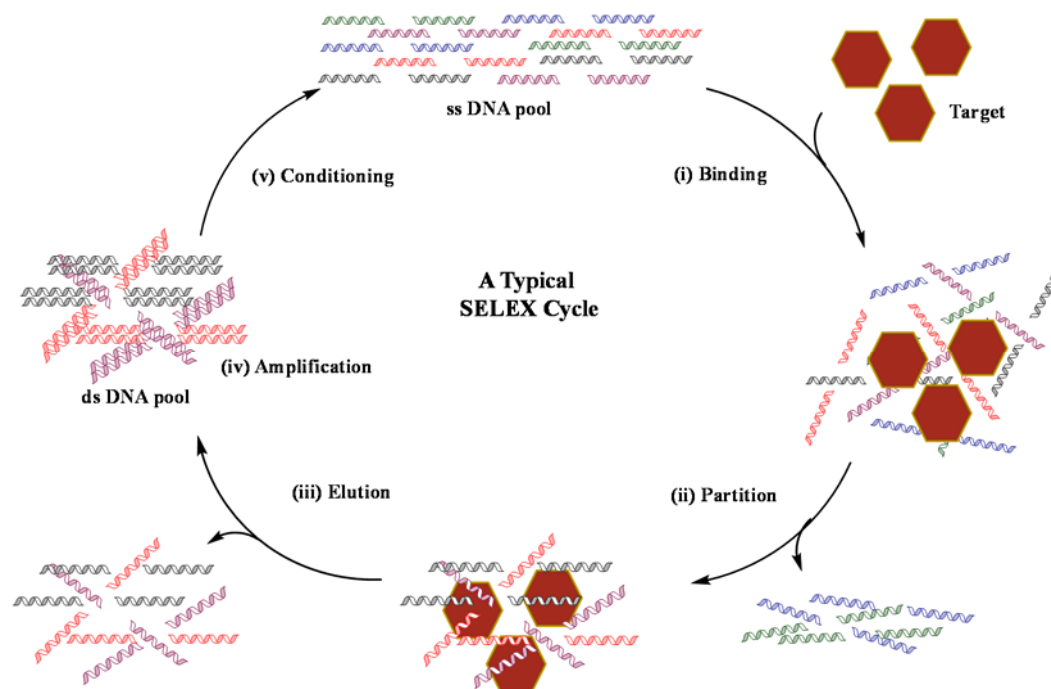 ss DNA pool
Target
(v) Conditioning
(i) Binding
A Typical
SELEX Cycle
(iv) Amplification
ds DNA pool
(iii) Elution
(ii) Partition